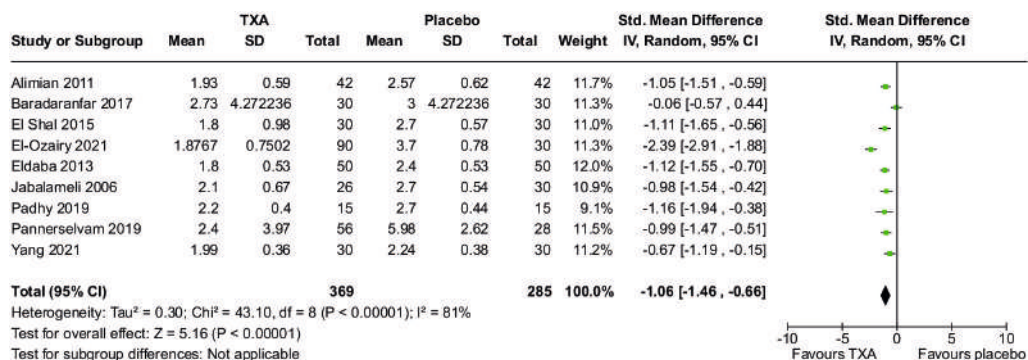 TXA Placebo Std. Mean Difference Std. Mean Difference
Study or Subgroup Mean SD Total Mean SD Total Weight IV, Random, 95% CI IV, Random, 95% CI
Alimian 2011 1.93 0.59 42 2.57 0.62 42 11.7% -1.05 [-1.51 , -0.59]
Baradaranfar 2017 2.73 4.272236 30 3 4.272236 30 11.3% -0.06 [-0.57 , 0.44]
El Shal 2015 1.8 0.98 30 2.7 0.57 30 11.0% -1.11 [-1.65 , -0.56]
El-Ozairy 2021 1.8767 0.7502 90 3.7 0.78 30 11.3% -2.39 [-2.91 , -1.88]
Eldaba 2013 1.8 0.53 50 2.4 0.53 50 12.0% -1.12 [-1.55 , -0.70]
Jabalameli 2006 2.1 0.67 26 2.7 0.54 30 10.9% -0.98 [-1.54 , -0.42]
Padhy 2019 2.2 0.4 15 2.7 0.44 15 9.1% -1.16 [-1.94 , -0.38]
Pannerselvam 2019 2.4 3.97 56 5.98 2.62 28 11.5% -0.99 [-1.47 , -0.51]
Yang 2021 1.99 0.36 30 2.24 0.38 30 11.2% -0.67 [-1.19 , -0.15]
Total (95% CI) 369 285 100.0% -1.06 [-1.46 , -0.66]
Heterogeneity: Tau² = 0.30; Chi² = 43.10, df = 8 (P < 0.00001); I² = 81%
Test for overall effect: Z = 5.16 (P < 0.00001)
Test for subgroup differences: Not applicable
-10 -5 0 5 10
Favours TXA Favours placebo